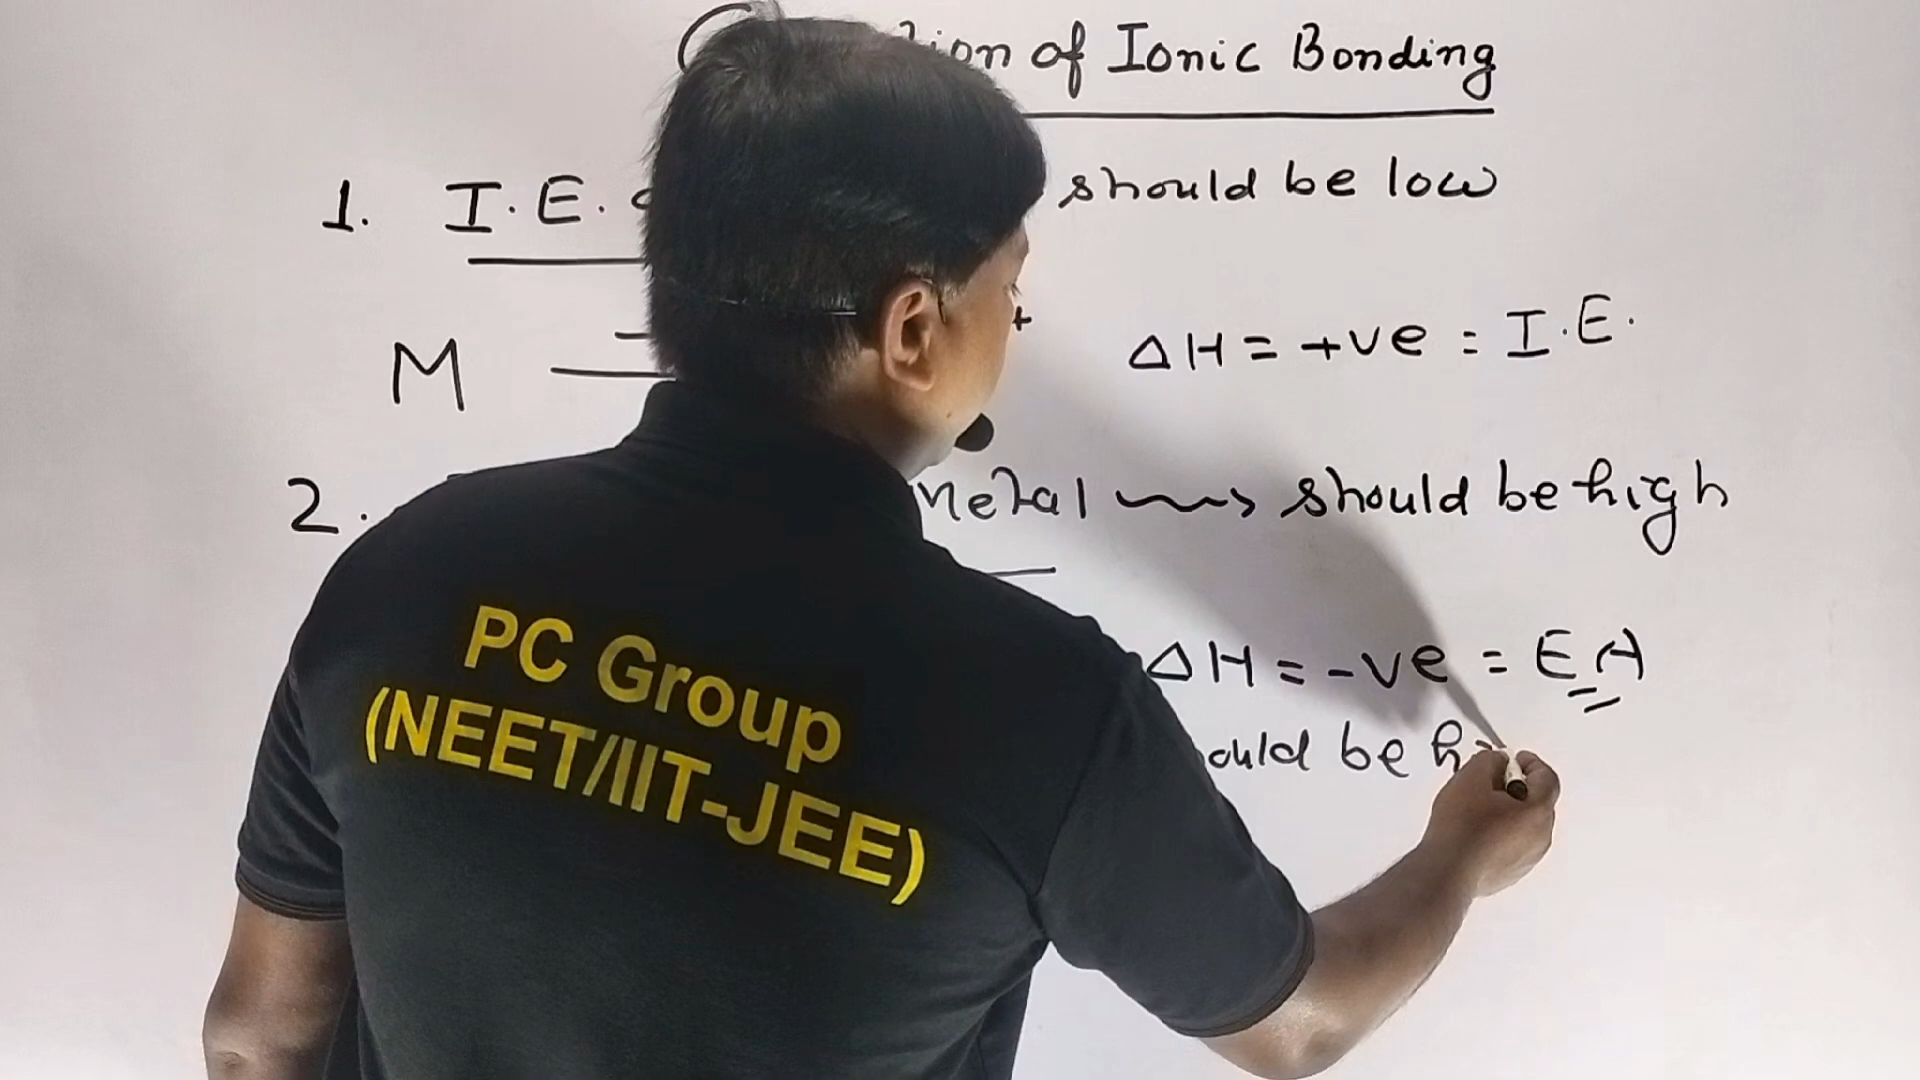 ion of Ionic Bonding
1. I.E. should be low
M + ΔH = +ve = I.E.
2. metal ⟿ should be high
ΔH = -ve = EA
ould be h
PC Group
(NEET/IIT-JEE)